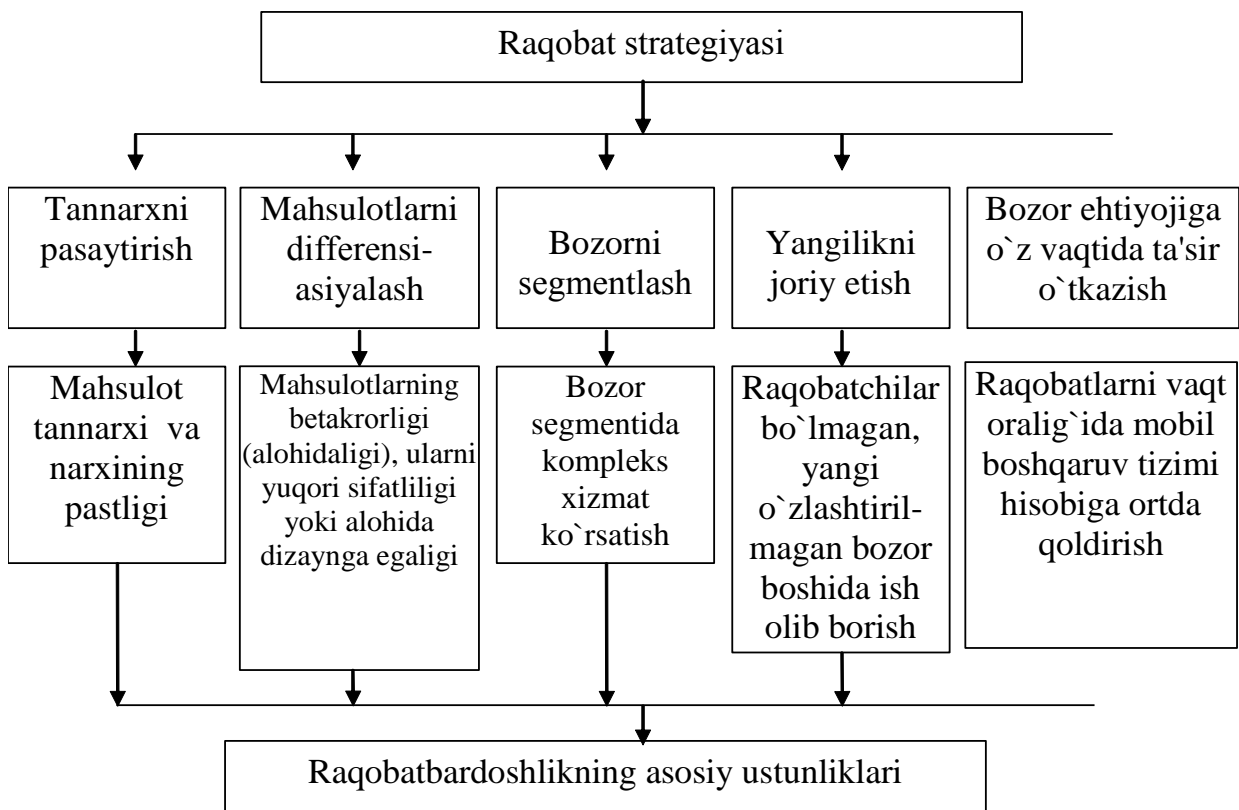 Raqobat strategiyasi
Tannarxni
pasaytirish
Mahsulotlarni
differensi-
asiyalash
Bozorni
segmentlash
Yangilikni
joriy etish
Bozor ehtiyojiga
o`z vaqtida ta'sir
o`tkazish
Mahsulot
tannarxi va
narxining
pastligi
Mahsulotlarning
betakrorligi
(alohidaligi), ularni
yuqori sifatliligi
yoki alohida
dizaynga egaligi
Bozor
segmentida
kompleks
xizmat
ko`rsatish
Raqobatchilar
bo`lmagan,
yangi
o`zlashtiril-
magan bozor
boshida ish
olib borish
Raqobatlarni vaqt
oralig`ida mobil
boshqaruv tizimi
hisobiga ortda
qoldirish
Raqobatbardoshlikning asosiy ustunliklari